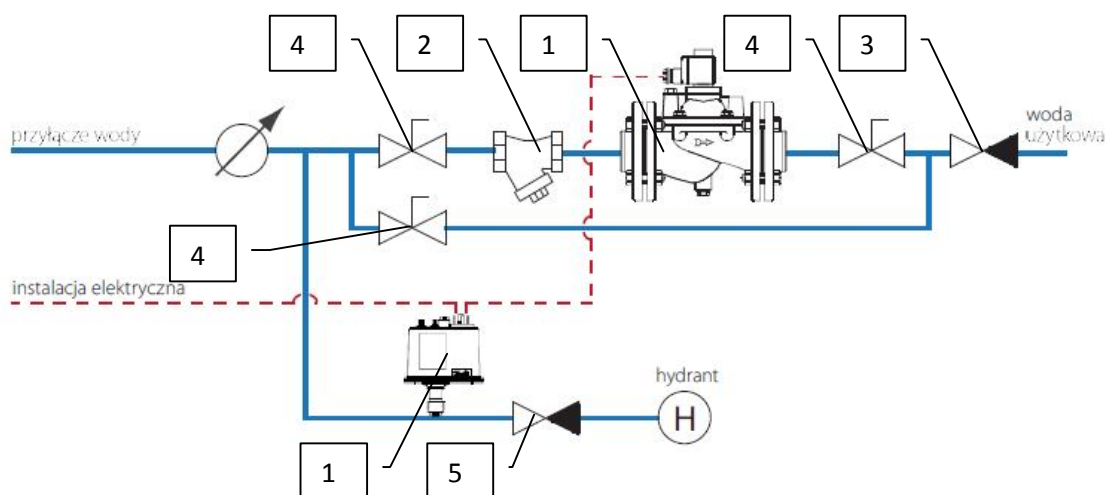 4
2
1
4
3
przyłącze wody
woda
użytkowa
4
instalacja elektryczna
hydrant
H
1
5